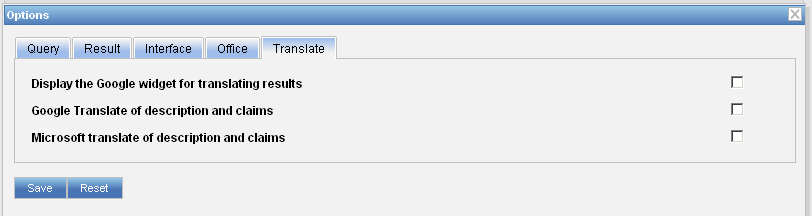 Options
Query Result Interface Office Translate
Display the Google widget for translating results
Google Translate of description and claims
Microsoft translate of description and claims
Save Reset